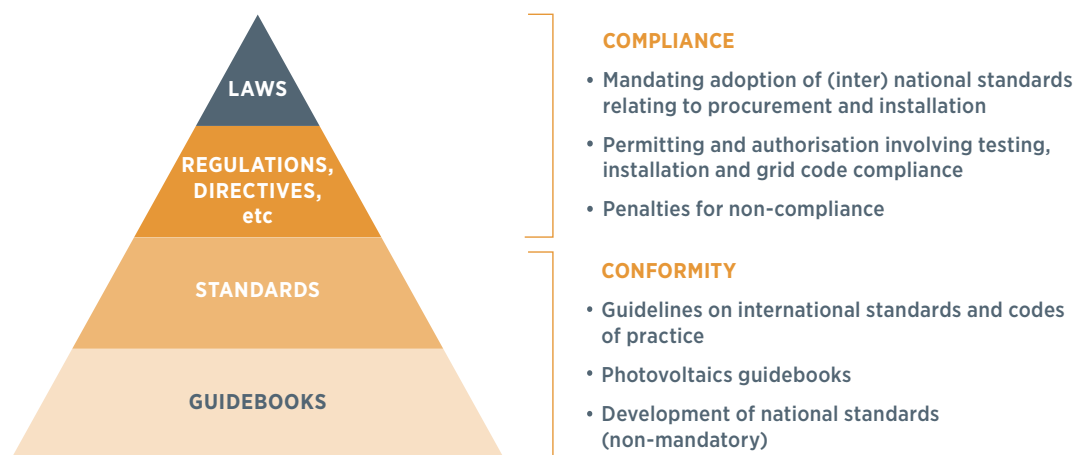 LAWS
REGULATIONS,
DIRECTIVES,
etc
STANDARDS
GUIDEBOOKS
COMPLIANCE
• Mandating adoption of (inter) national standards
relating to procurement and installation
• Permitting and authorisation involving testing,
installation and grid code compliance
• Penalties for non-compliance
CONFORMITY
• Guidelines on international standards and codes
of practice
• Photovoltaics guidebooks
• Development of national standards
(non-mandatory)